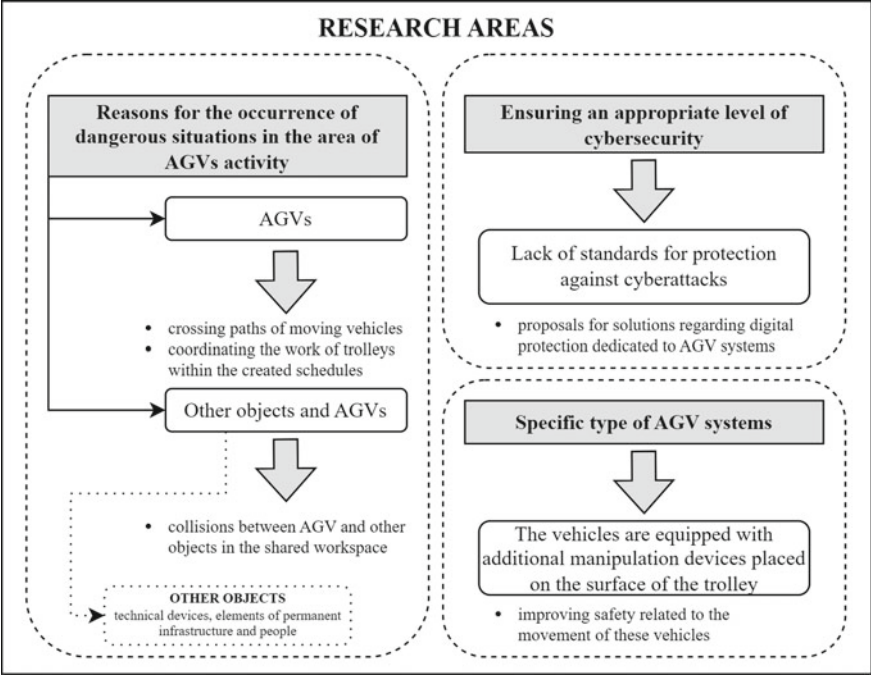 RESEARCH AREAS
Reasons for the occurrence of
dangerous situations in the area of
AGVs activity
AGVs
• crossing paths of moving vehicles
• coordinating the work of trolleys
within the created schedules
Other objects and AGVs
• collisions between AGV and other
objects in the shared workspace
OTHER OBJECTS
technical devices, elements of permanent
infrastructure and people
Ensuring an appropriate level of
cybersecurity
Lack of standards for protection
against cyberattacks
• proposals for solutions regarding digital
protection dedicated to AGV systems
Specific type of AGV systems
The vehicles are equipped with
additional manipulation devices placed
on the surface of the trolley
• improving safety related to the
movement of these vehicles